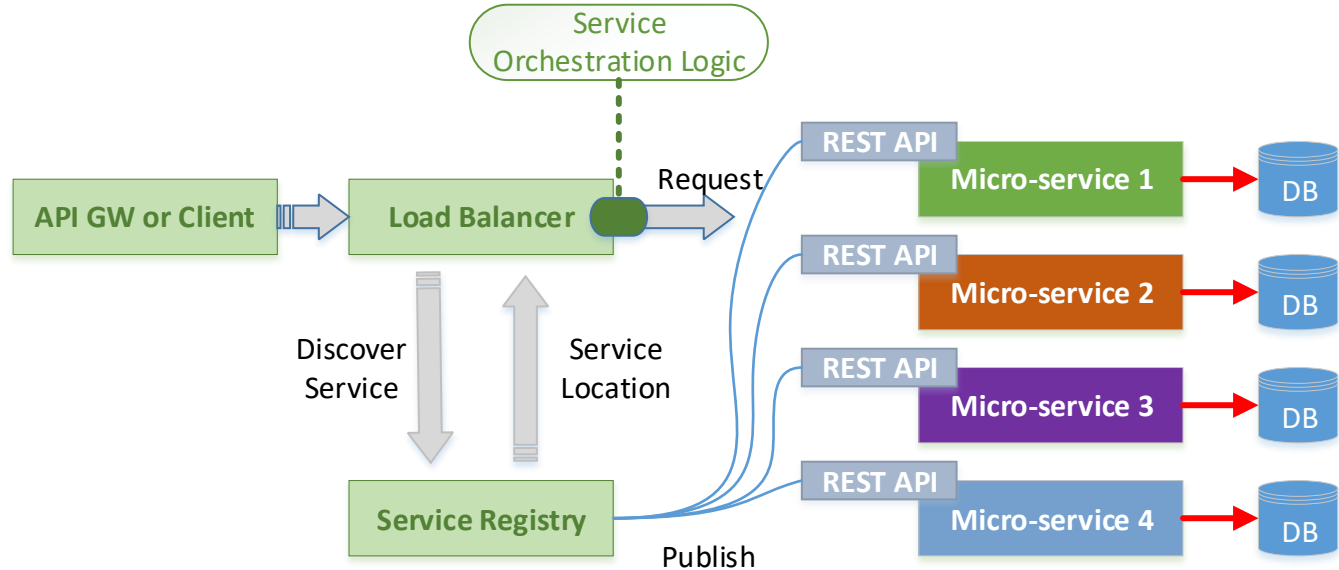 Service
Orchestration Logic
REST API
Micro-service 1
DB
Request
API GW or Client
Load Balancer
REST API
Micro-service 2
DB
Discover
Service
Service
Location
REST API
Micro-service 3
DB
REST API
Micro-service 4
DB
Service Registry
Publish